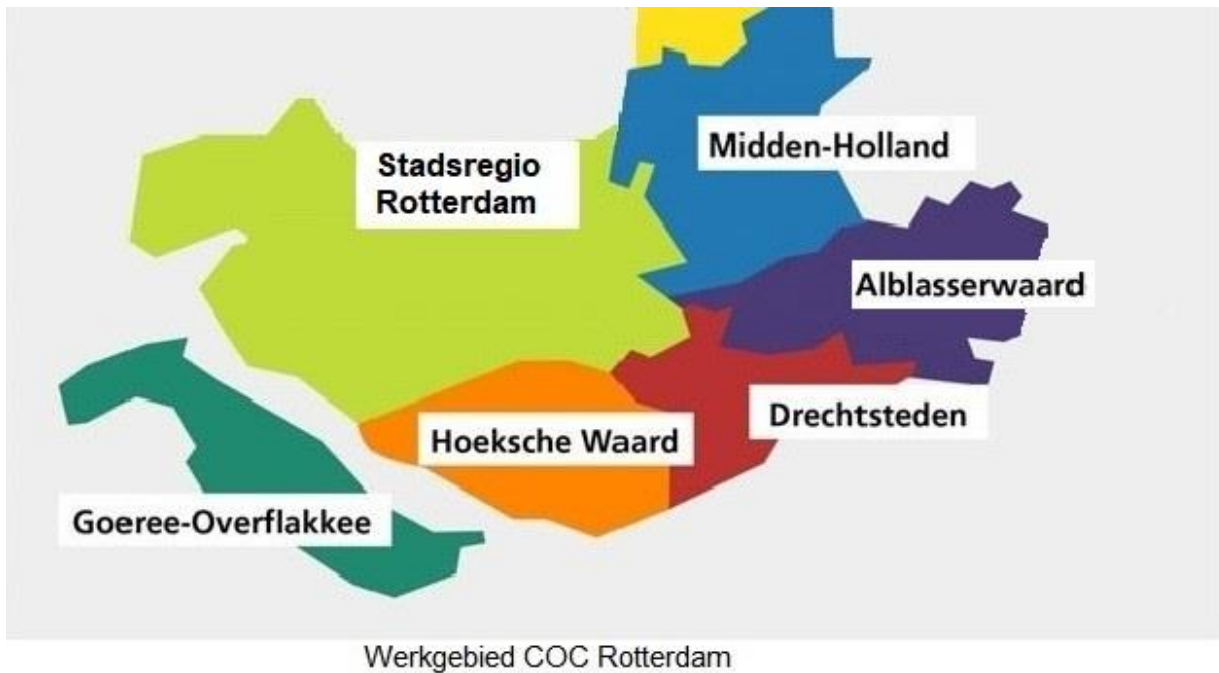 Midden-Holland
Stadsregio
Rotterdam
Alblasserwaard
Drechtsteden
Hoeksche Waard
Goeree-Overflakkee
Werkgebied COC Rotterdam